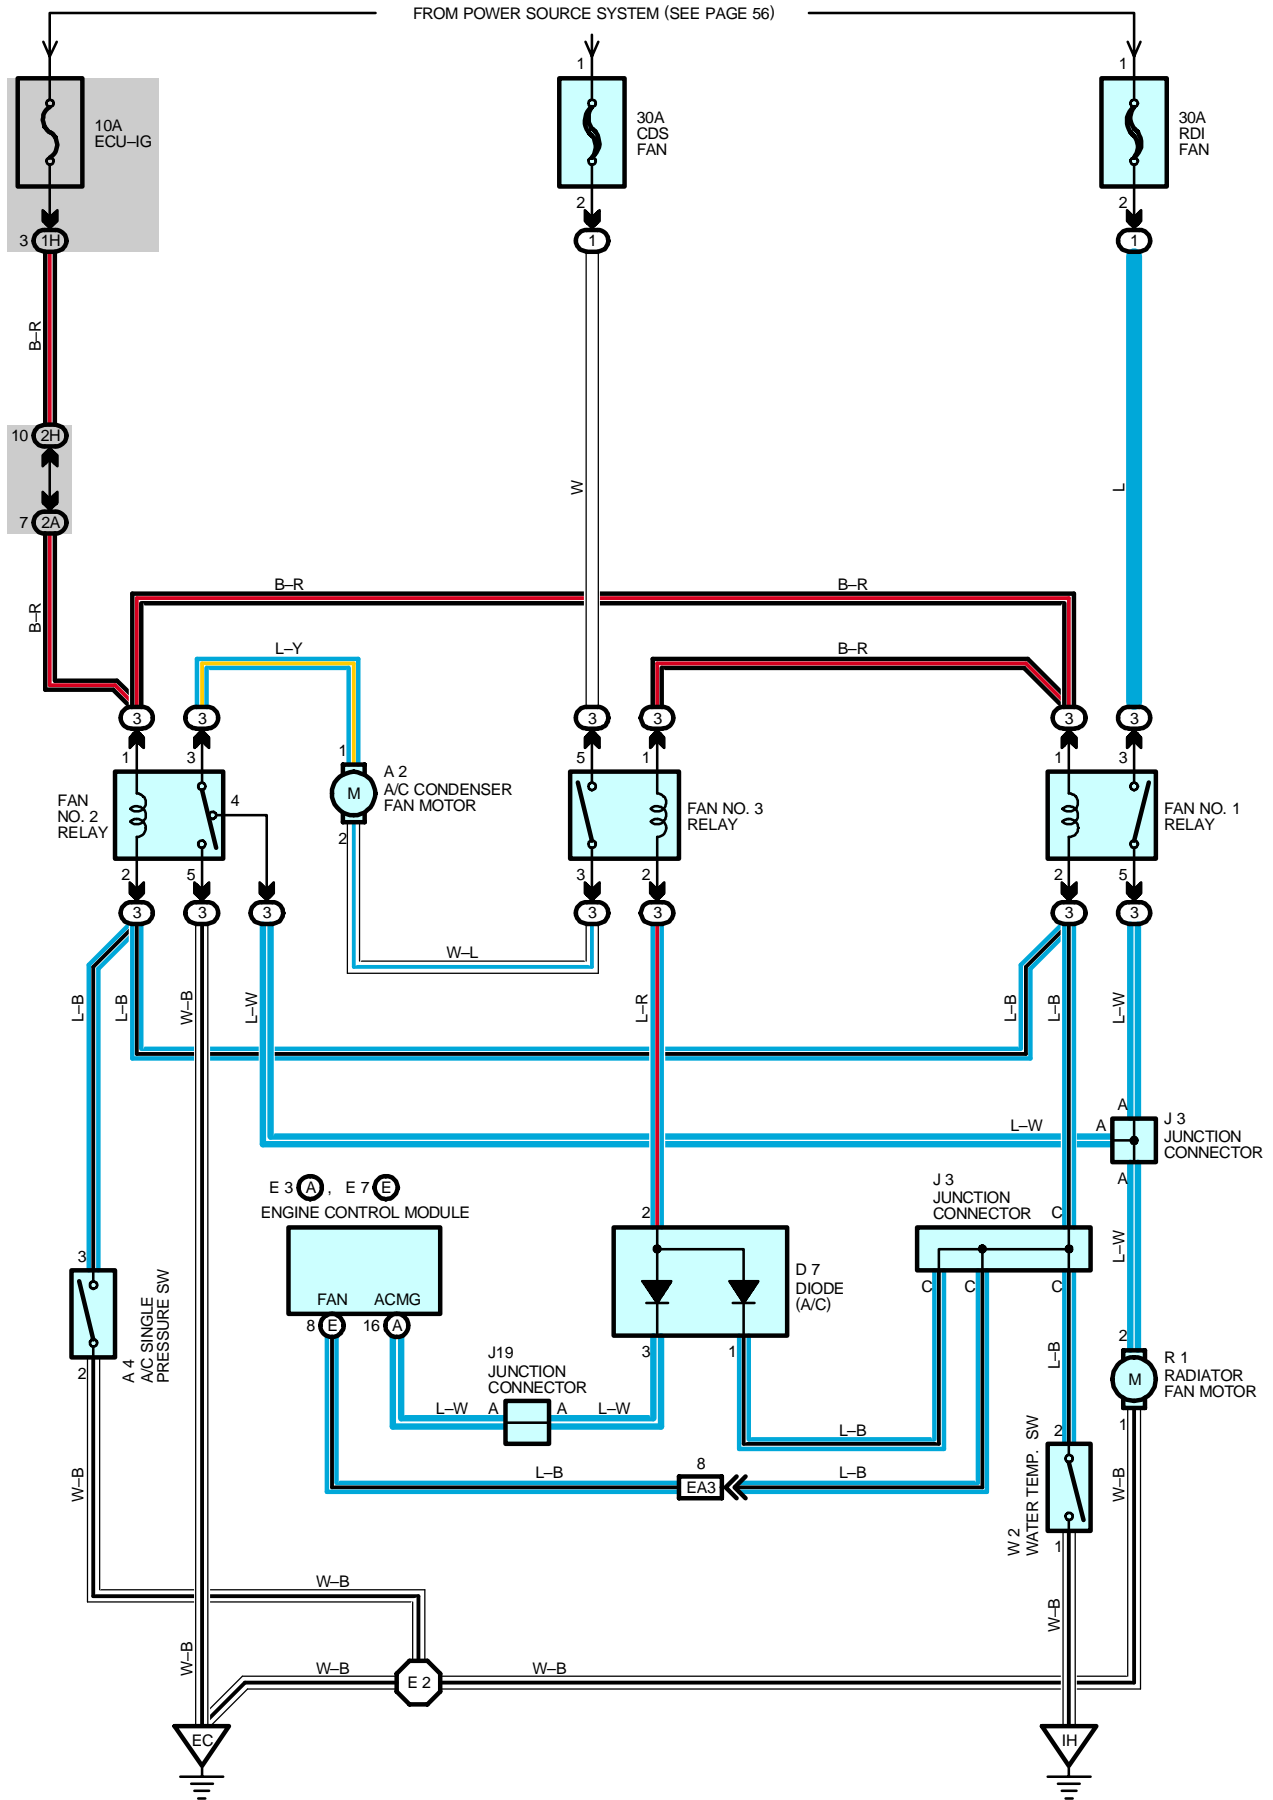 FROM POWER SOURCE SYSTEM (SEE PAGE 56)
1
1
10A
ECU–IG
30A
CDS
FAN
30A
RDI
FAN
2
2
3
1H
1
1
B–R
10
2H
W
L
7
2A
B–R
B–R
B–R
L–Y
B–R
3
3
3
3
3
3
1
3
1
5
1
1
3
FAN
NO. 2
RELAY
4
M
A 2
A/C CONDENSER
FAN MOTOR
FAN NO. 3
RELAY
FAN NO. 1
RELAY
2
2
5
3
2
2
5
3
3
3
3
3
3
3
W–L
L–B
L–B
W–B
L–W
L–R
L–B
L–B
L–W
A
L–W
A
J 3
JUNCTION
CONNECTOR
A
E 3 A , E 7 E
ENGINE CONTROL MODULE
J 3
JUNCTION
CONNECTOR
2
C
L–W
3
A 4
A/C SINGLE
PRESSURE SW
2
FAN
ACMG
8
E
16
A
D 7
DIODE
(A/C)
C
C
C
3
1
L–B
2
J19
JUNCTION
CONNECTOR
L–W
A
A
L–W
M
R 1
RADIATOR
FAN MOTOR
1
L–B
2
W 2
WATER TEMP. SW
1
W–B
L–B
8
EA3
L–B
W–B
W–B
W–B
W–B
W–B
E 2
W–B
EC
IH